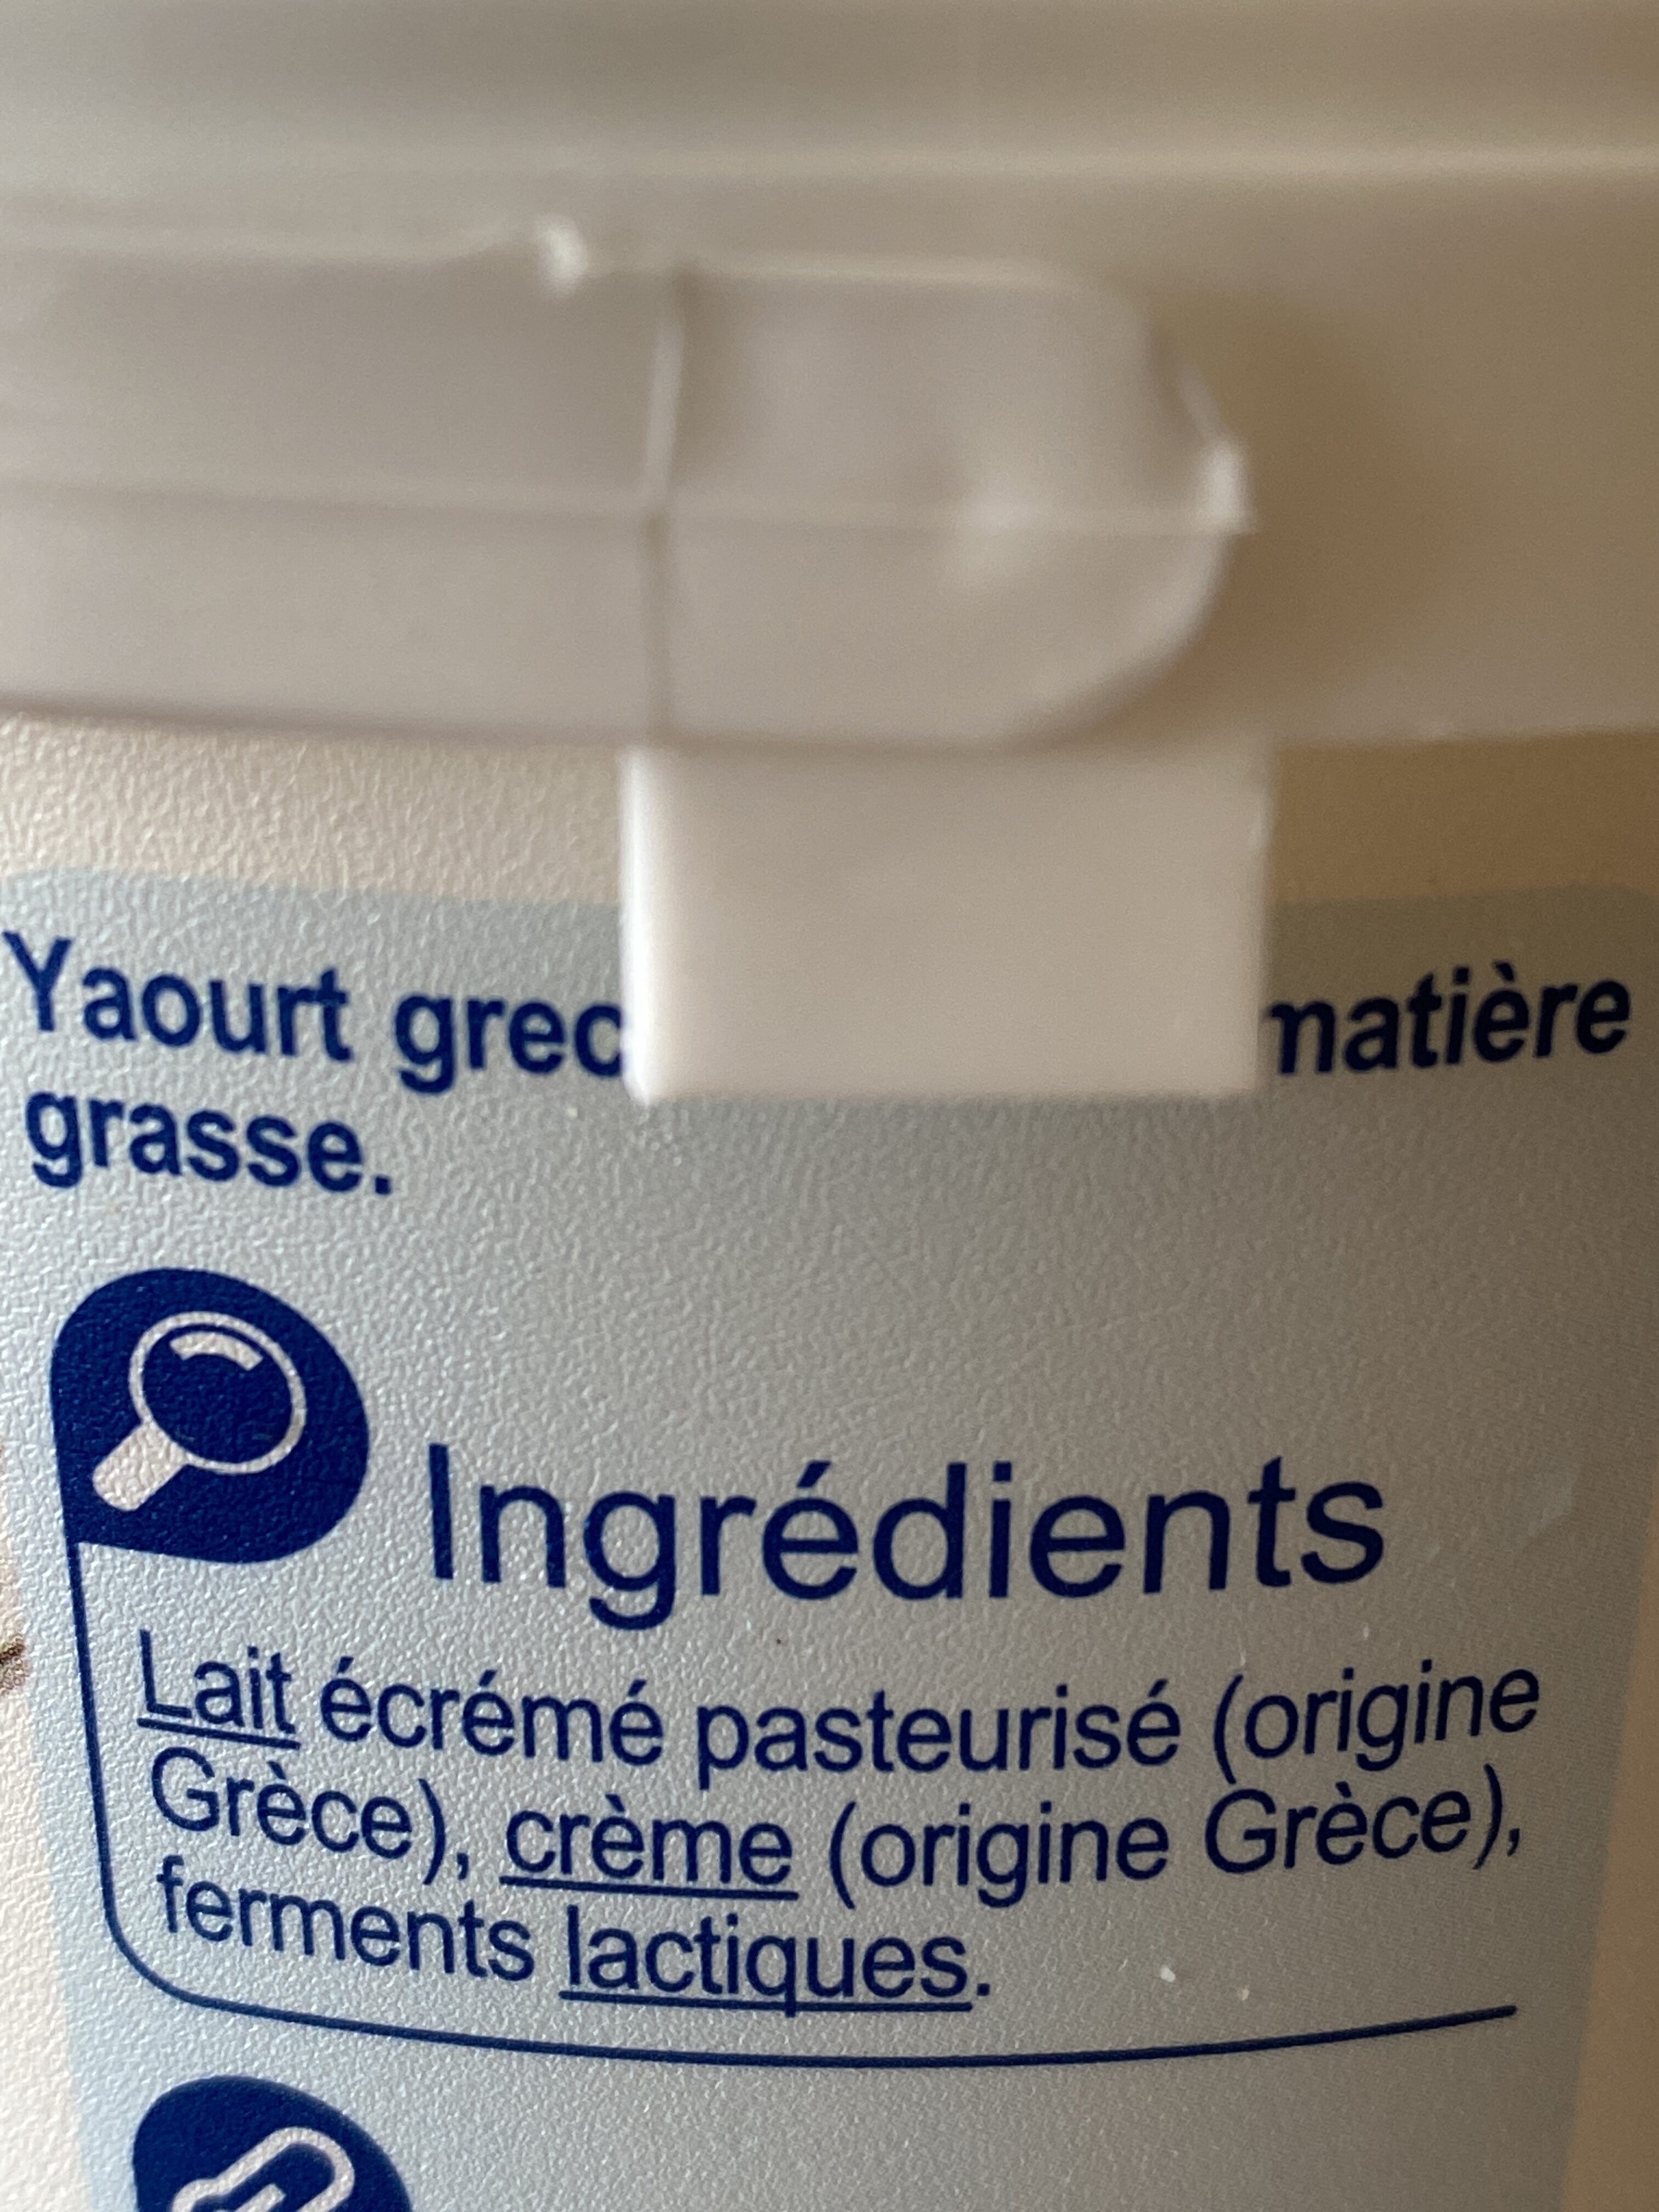 Yaourt grec matière
grasse.
Ingrédients
Lait écrémé pasteurisé (origine
Grèce), crème (origine Grèce),
ferments lactiques.